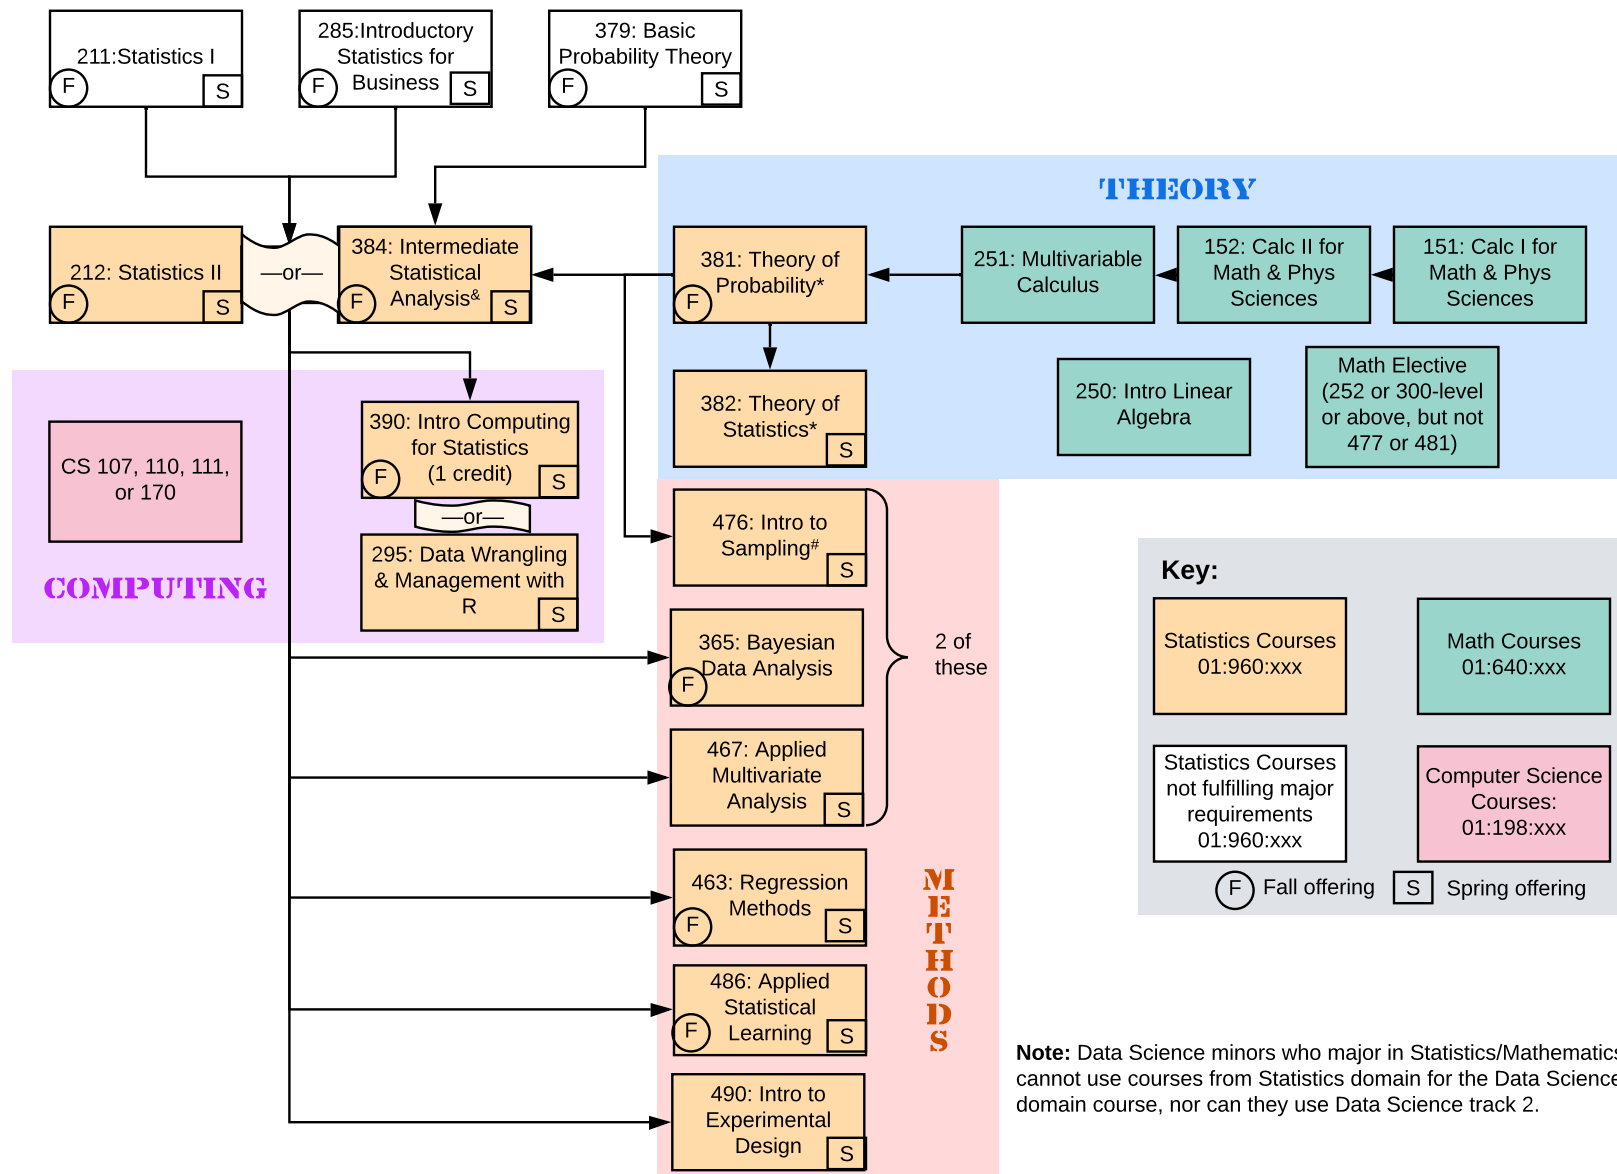 211:Statistics I
F
S
285:Introductory
Statistics for
Business
F
S
379: Basic
Probability Theory
F
S
THEORY
212: Statistics II
F
S
—or—
384: Intermediate
Statistical
Analysis&
F
S
381: Theory of
Probability*
F
251: Multivariable
Calculus
152: Calc II for
Math & Phys
Sciences
151: Calc I for
Math & Phys
Sciences
382: Theory of
Statistics*
S
250: Intro Linear
Algebra
Math Elective
(252 or 300-level
or above, but not
477 or 481)
CS 107, 110, 111,
or 170
COMPUTING
390: Intro Computing
for Statistics
(1 credit)
F
S
—or—
295: Data Wrangling
& Management with
R
S
476: Intro to
Sampling#
S
365: Bayesian
Data Analysis
F
467: Applied
Multivariate
Analysis
S
2 of
these
463: Regression
Methods
F
S
486: Applied
Statistical
Learning
F
S
490: Intro to
Experimental
Design
S
METHODS
Key:
Statistics Courses
01:960:xxx
Math Courses
01:640:xxx
Statistics Courses
not fulfilling major
requirements
01:960:xxx
Computer Science
Courses:
01:198:xxx
F Fall offering
S Spring offering
Note: Data Science minors who major in Statistics/Mathematics
cannot use courses from Statistics domain for the Data Science
domain course, nor can they use Data Science track 2.